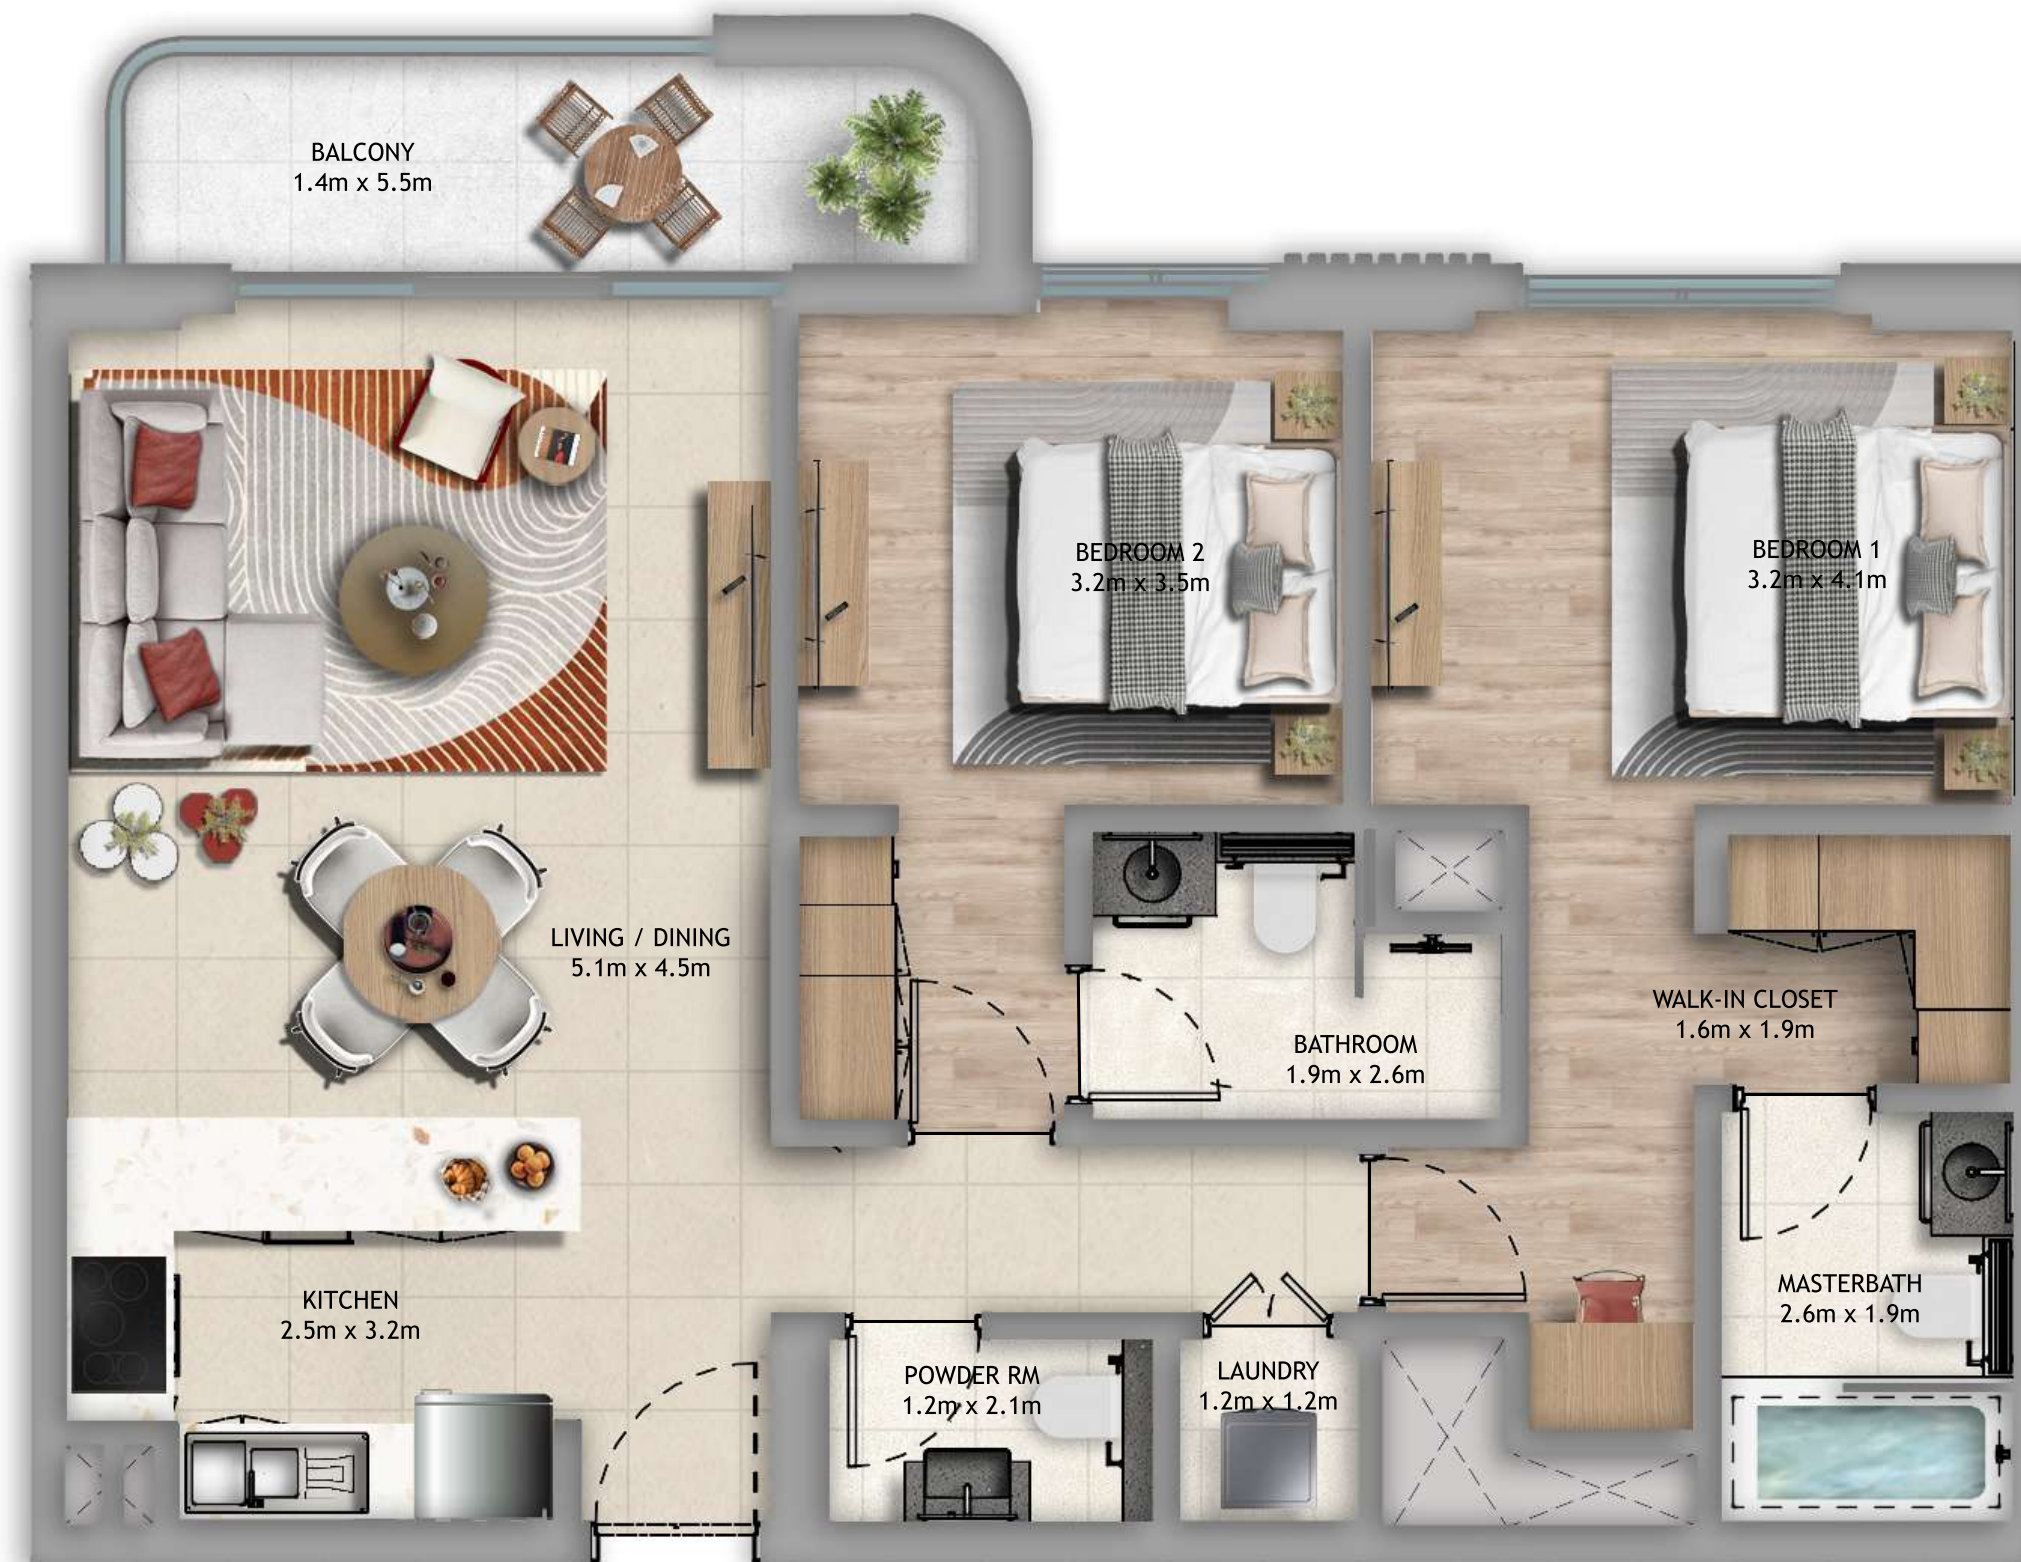 BALCONY
1.4m x 5.5m
BEDROOM 2
3.2m x 3.5m
BEDROOM 1
3.2m x 4.1m
LIVING / DINING
5.1m x 4.5m
WALK-IN CLOSET
1.6m x 1.9m
BATHROOM
1.9m x 2.6m
KITCHEN
2.5m x 3.2m
MASTERBATH
2.6m x 1.9m
POWDER RM
1.2m x 2.1m
LAUNDRY
1.2m x 1.2m